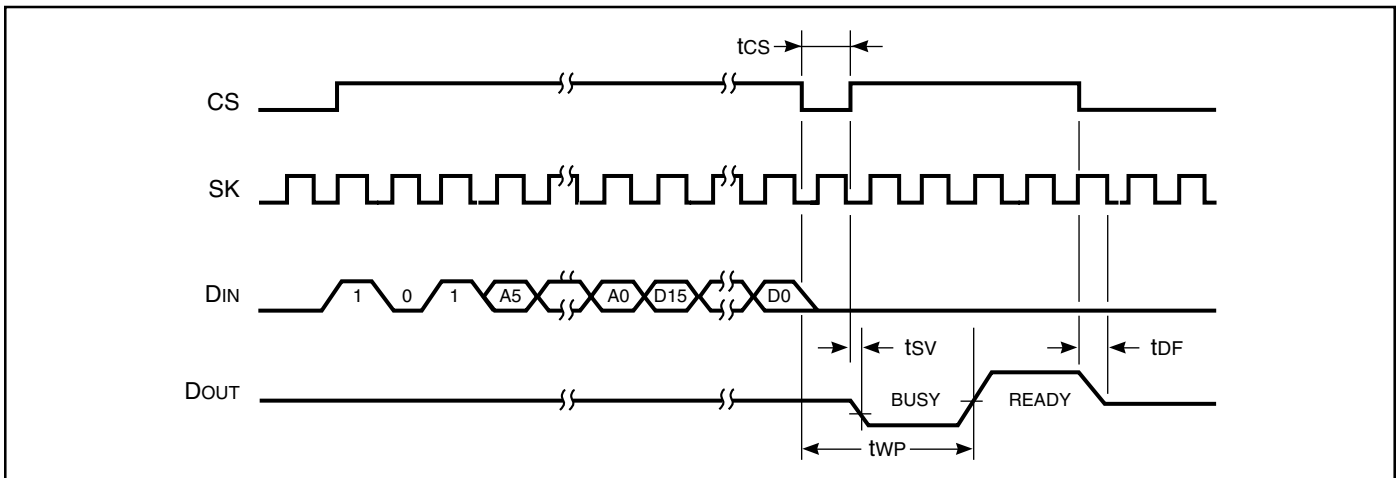 tCS
CS
SK
DIN 1 0 1 A5 A0 D15 D0
tSV tDF
DOUT BUSY READY
tWP